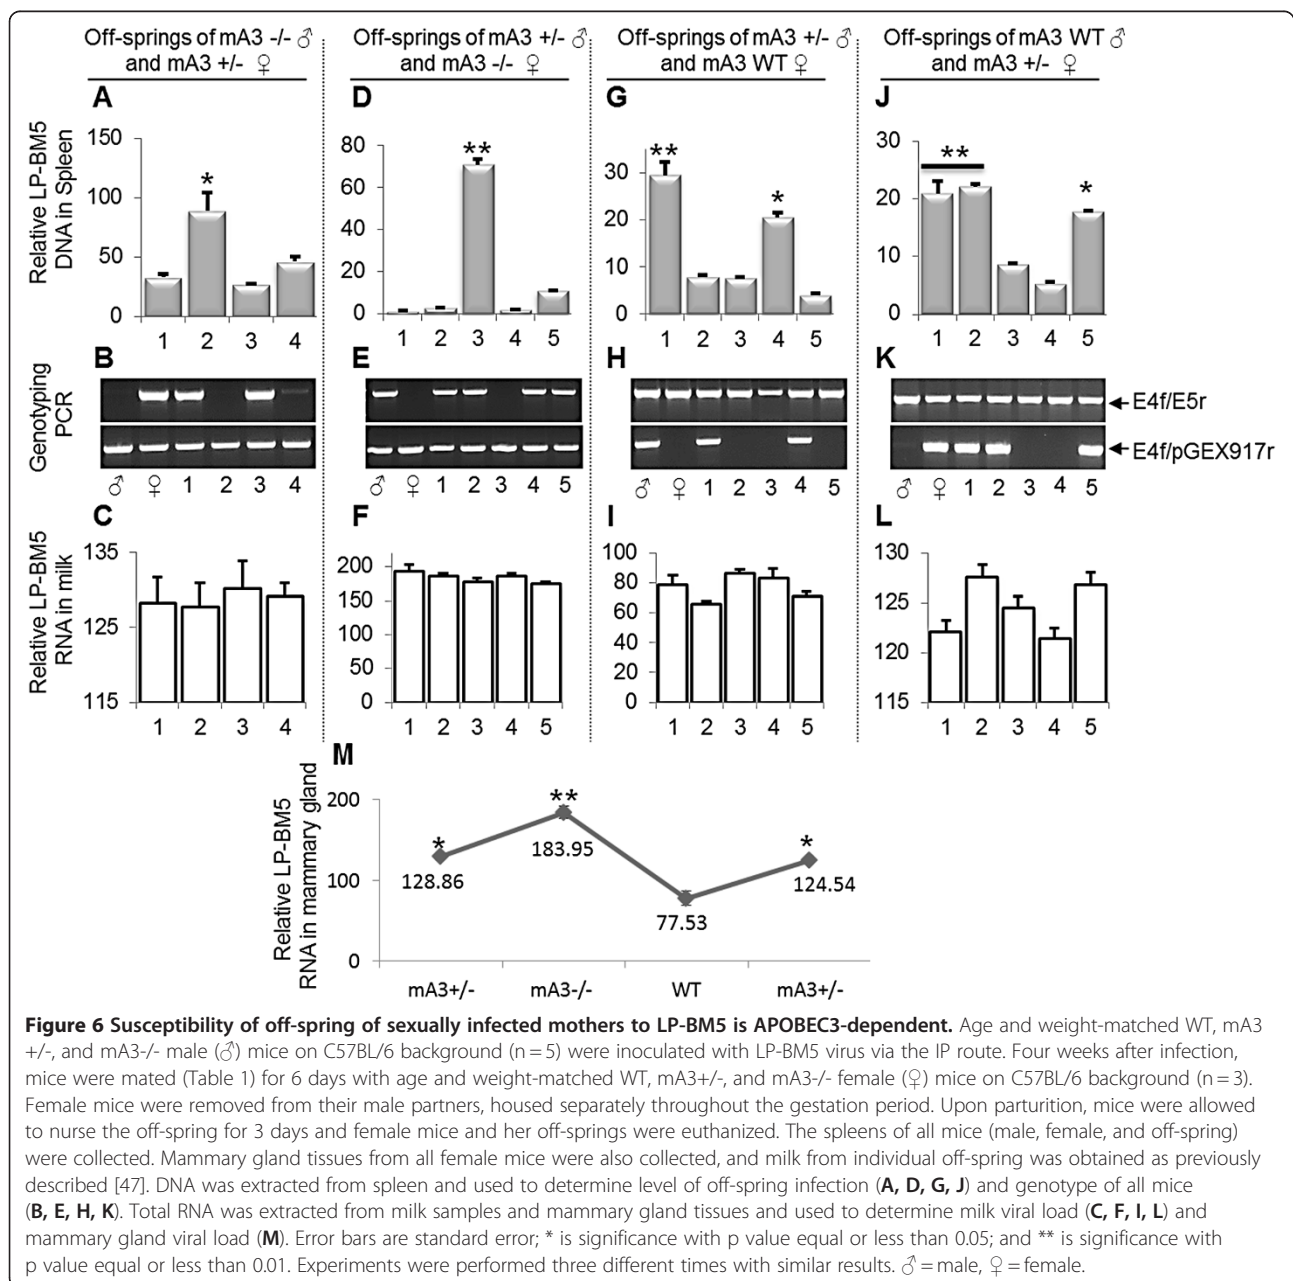 Off-springs of mA3 -/- ♂
and mA3 +/- ♀
Off-springs of mA3 +/- ♂
and mA3 -/- ♀
Off-springs of mA3 +/- ♂
and mA3 WT ♀
Off-springs of mA3 WT ♂
and mA3 +/- ♀
A
Relative LP-BM5
DNA in Spleen
150
100
50
0
*
1 2 3 4
D
80
60
40
20
0
**
1 2 3 4 5
G
30
20
10
0
**
*
1 2 3 4 5
J
30
20
10
0
**
*
1 2 3 4 5
B
Genotyping
PCR
♂ ♀ 1 2 3 4
E
♂ ♀ 1 2 3 4 5
H
♂ ♀ 1 2 3 4 5
K
E4f/E5r
E4f/pGEX917r
♂ ♀ 1 2 3 4 5
C
Relative LP-BM5
RNA in milk
135
125
115
1 2 3 4
F
200
150
100
50
0
1 2 3 4 5
I
100
80
60
40
20
0
1 2 3 4 5
L
130
125
120
115
1 2 3 4 5
M
Relative LP-BM5
RNA in mammary gland
200
100
0
*
128.86
**
183.95
77.53
*
124.54
mA3+/- mA3-/- WT mA3+/-
Figure 6 Susceptibility of off-spring of sexually infected mothers to LP-BM5 is APOBEC3-dependent. Age and weight-matched WT, mA3
+/-, and mA3-/- male (♂) mice on C57BL/6 background (n = 5) were inoculated with LP-BM5 virus via the IP route. Four weeks after infection,
mice were mated (Table 1) for 6 days with age and weight-matched WT, mA3+/-, and mA3-/- female (♀) mice on C57BL/6 background (n = 3).
Female mice were removed from their male partners, housed separately throughout the gestation period. Upon parturition, mice were allowed
to nurse the off-spring for 3 days and female mice and her off-springs were euthanized. The spleens of all mice (male, female, and off-spring)
were collected. Mammary gland tissues from all female mice were also collected, and milk from individual off-spring was obtained as previously
described [47]. DNA was extracted from spleen and used to determine level of off-spring infection (A, D, G, J) and genotype of all mice
(B, E, H, K). Total RNA was extracted from milk samples and mammary gland tissues and used to determine milk viral load (C, F, I, L) and
mammary gland viral load (M). Error bars are standard error; * is significance with p value equal or less than 0.05; and ** is significance with
p value equal or less than 0.01. Experiments were performed three different times with similar results. ♂ = male, ♀ = female.